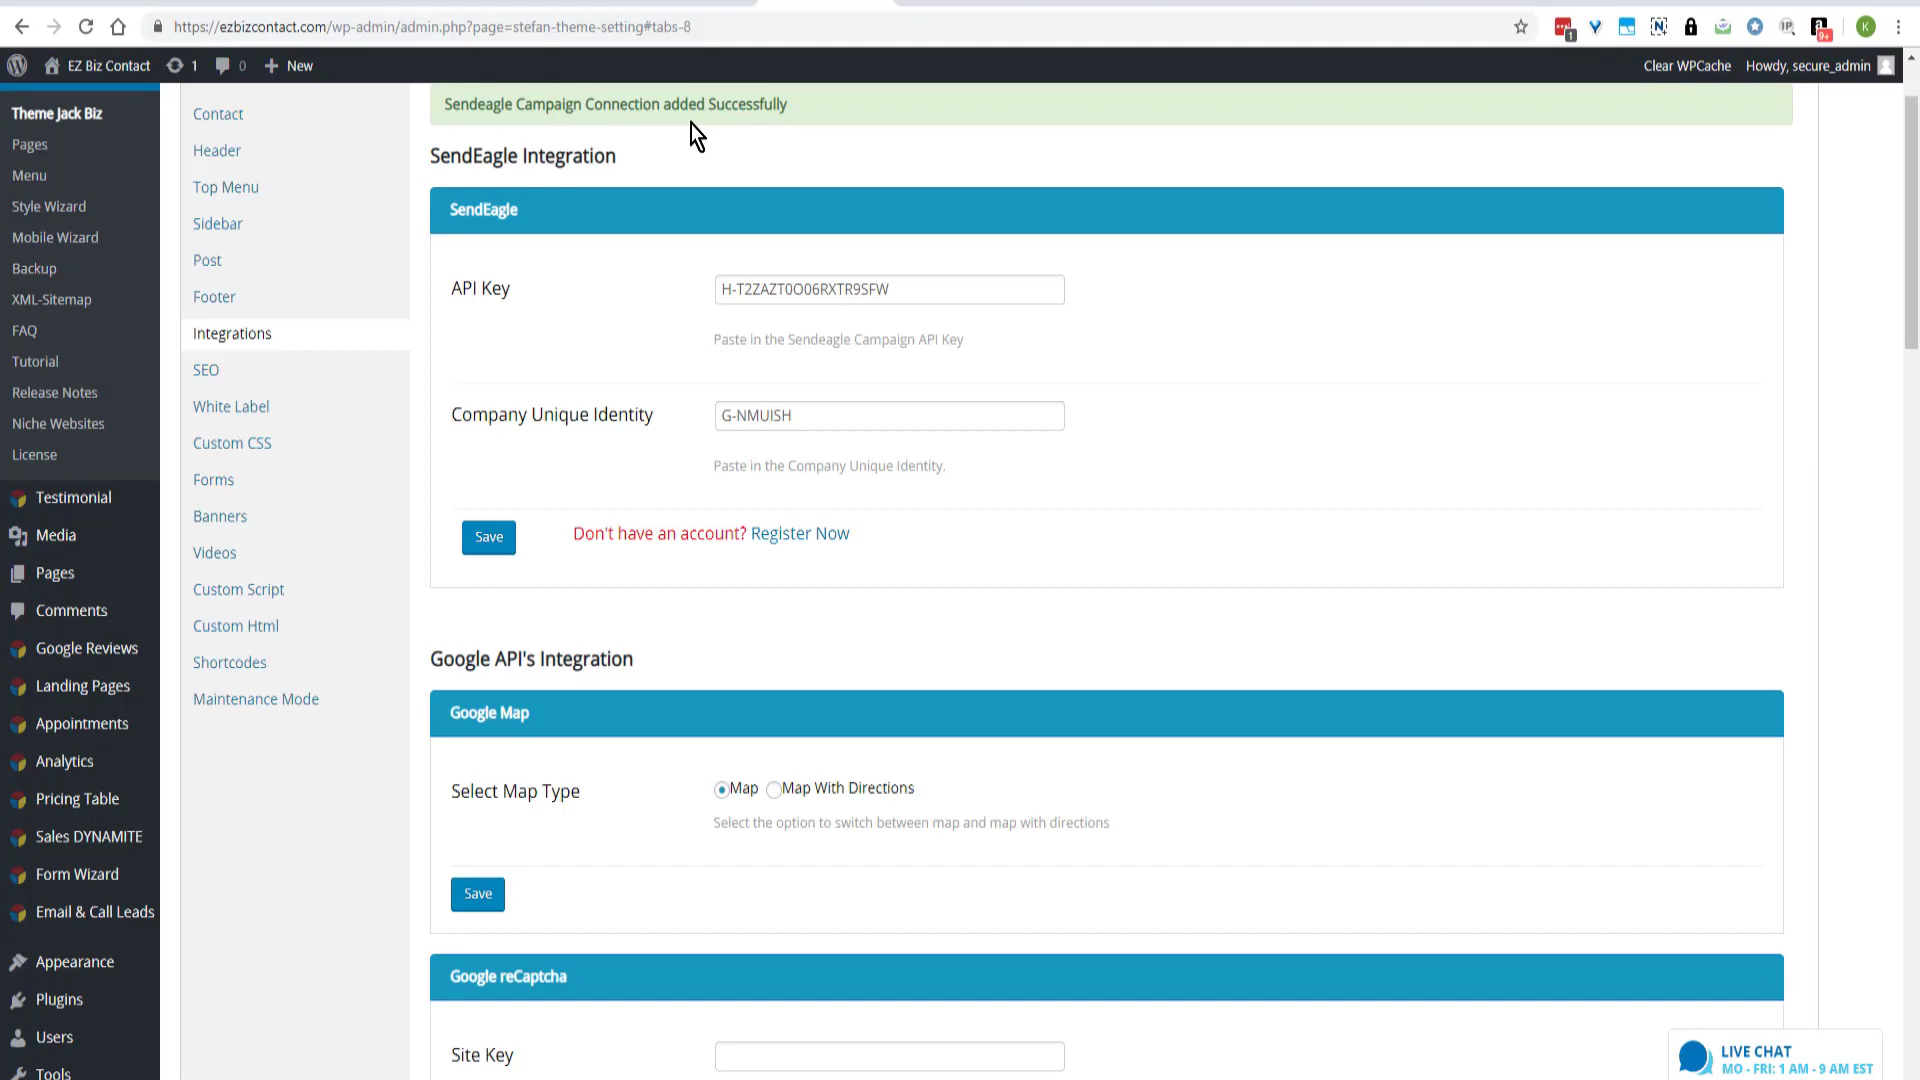 https://ezbizcontact.com/wp-admin/admin.php?page=stefan-theme-setting#tabs-8
1
N
IP
a
9+
K
EZ Biz Contact
1
0
New
Clear WPCache
Howdy, secure_admin
Theme Jack Biz
Pages
Menu
Style Wizard
Mobile Wizard
Backup
XML-Sitemap
FAQ
Tutorial
Release Notes
Niche Websites
License
Testimonial
Media
Pages
Comments
Google Reviews
Landing Pages
Appointments
Analytics
Pricing Table
Sales DYNAMITE
Form Wizard
Email & Call Leads
Appearance
Plugins
Users
Tools
Contact
Header
Top Menu
Sidebar
Post
Footer
Integrations
SEO
White Label
Custom CSS
Forms
Banners
Videos
Custom Script
Custom Html
Shortcodes
Maintenance Mode
Sendeagle Campaign Connection added Successfully
SendEagle Integration
SendEagle
API Key
H-T2ZAZT0O06RXTR9SFW
Paste in the Sendeagle Campaign API Key
Company Unique Identity
G-NMUISH
Paste in the Company Unique Identity.
Save
Don't have an account? Register Now
Google API's Integration
Google Map
Select Map Type
Map
Map With Directions
Select the option to switch between map and map with directions
Save
Google reCaptcha
Site Key
LIVE CHAT
MO - FRI: 1 AM - 9 AM EST